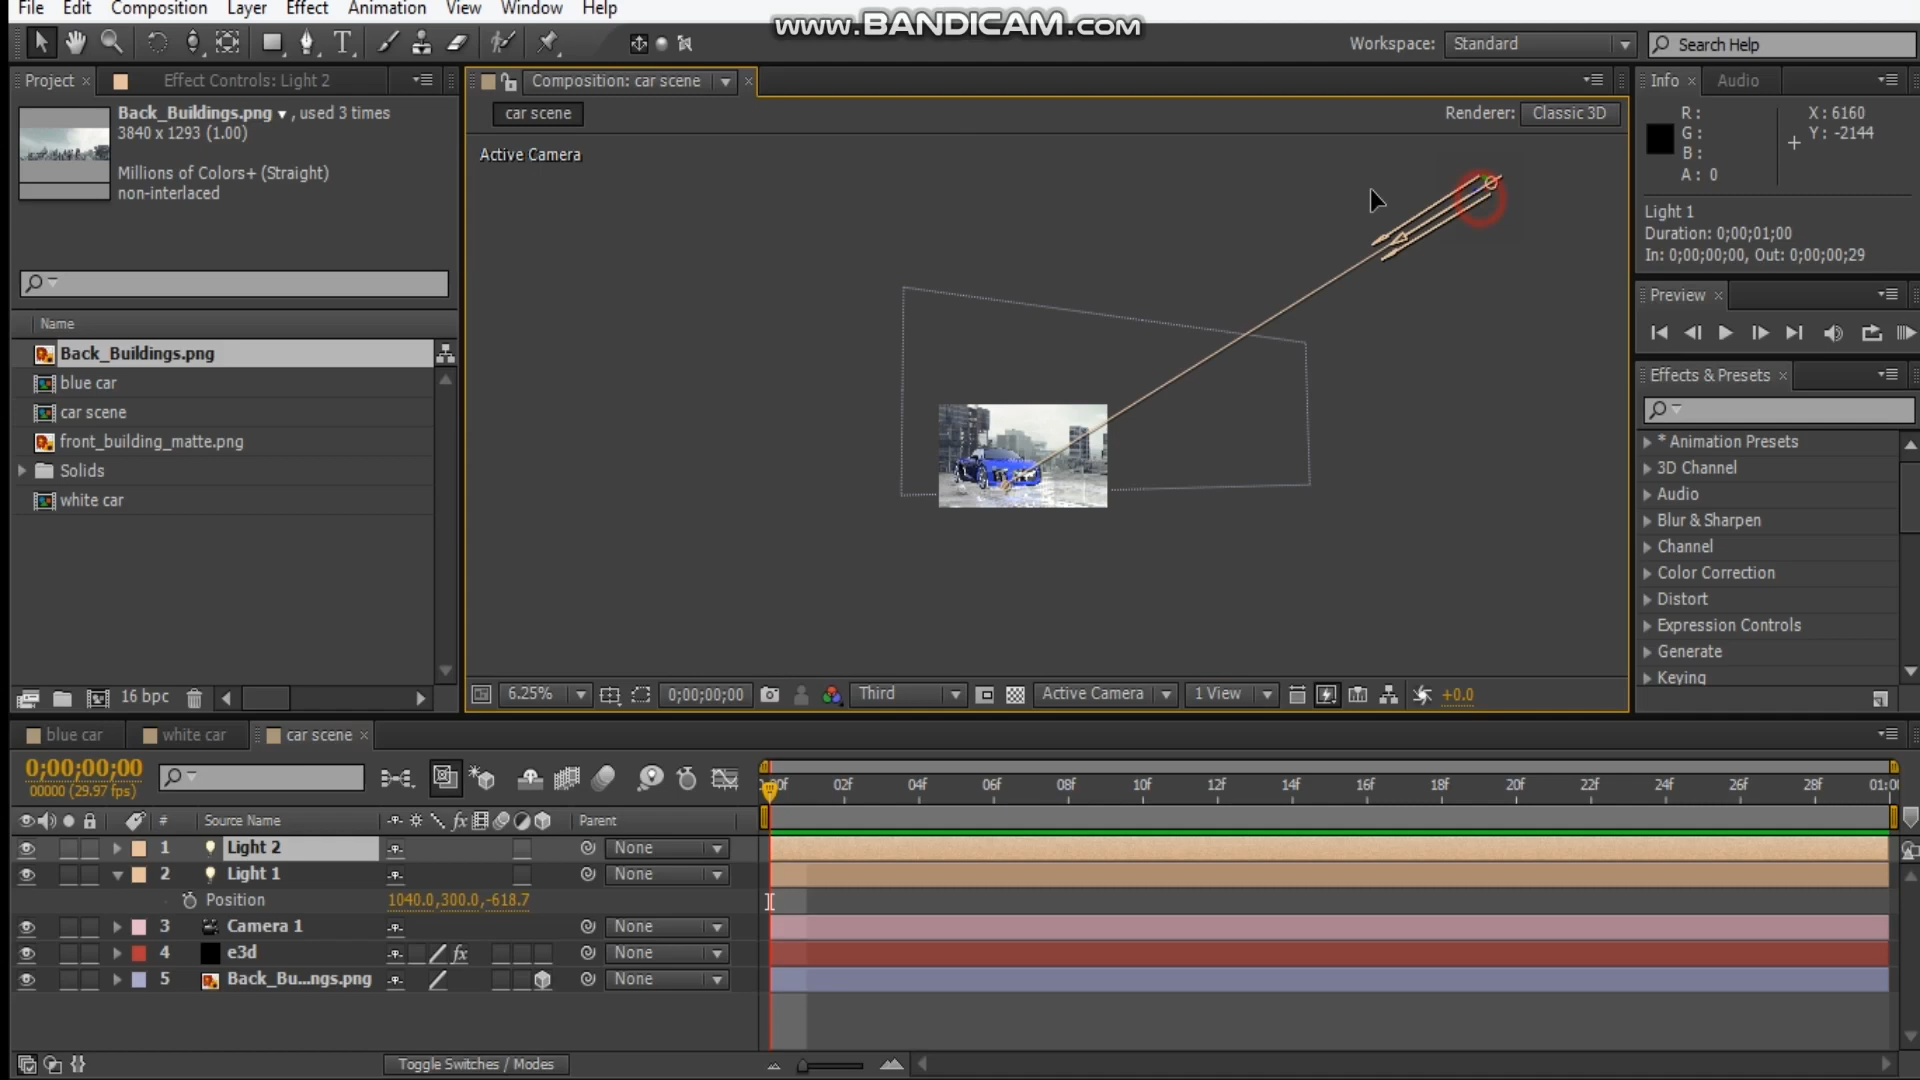 File Edit Composition Layer Effect Animation View Window Help
www.BANDICAM.com
Workspace: Standard
Search Help
Project
Effect Controls: Light 2
Composition: car scene
Info
Audio
Back_Buildings.png , used 3 times
3840 x 1293 (1.00)
Millions of Colors+ (Straight)
non-interlaced
car scene
Renderer: Classic 3D
Active Camera
R:
G:
B:
A: 0
X: 6160
Y: -2144
Light 1
Duration: 0;00;01;00
In: 0;00;00;00, Out: 0;00;00;29
Preview
Effects & Presets
Name
Back_Buildings.png
blue car
car scene
front_building_matte.png
Solids
white car
* Animation Presets
3D Channel
Audio
Blur & Sharpen
Channel
Color Correction
Distort
Expression Controls
Generate
Keying
16 bpc
6.25%
0;00;00;00
Third
Active Camera
1 View
+0.0
blue car
white car
car scene
0;00;00;00
00000 (29.97 fps)
:00f 02f 04f 06f 08f 10f 12f 14f 16f 18f 20f 22f 24f 26f 28f 01:0
# Source Name
fx
Parent
1 Light 2 None
2 Light 1 None
Position 1040.0,300.0,-618.7
3 Camera 1 None
4 e3d fx None
5 Back_Bu...ngs.png None
Toggle Switches / Modes